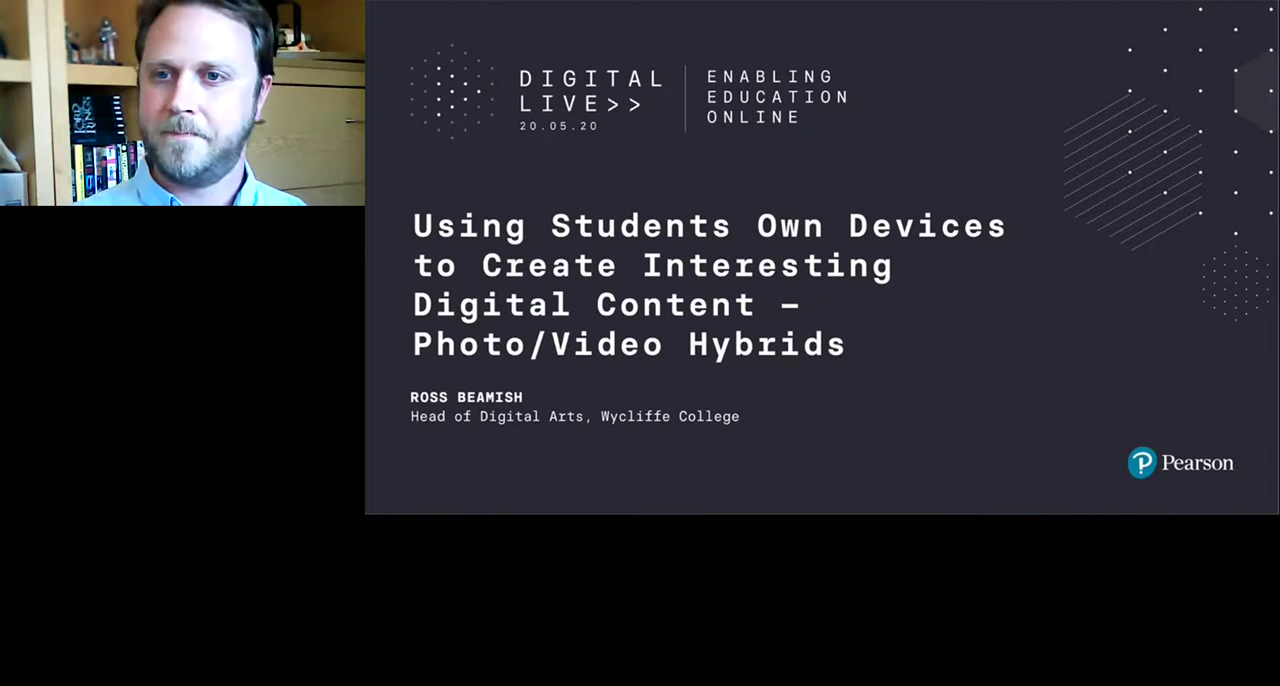 DIGITAL
LIVE>>
20.05.20
ENABLING
EDUCATION
ONLINE
Using Students Own Devices
to Create Interesting
Digital Content –
Photo/Video Hybrids
ROSS BEAMISH
Head of Digital Arts, Wycliffe College
Pearson